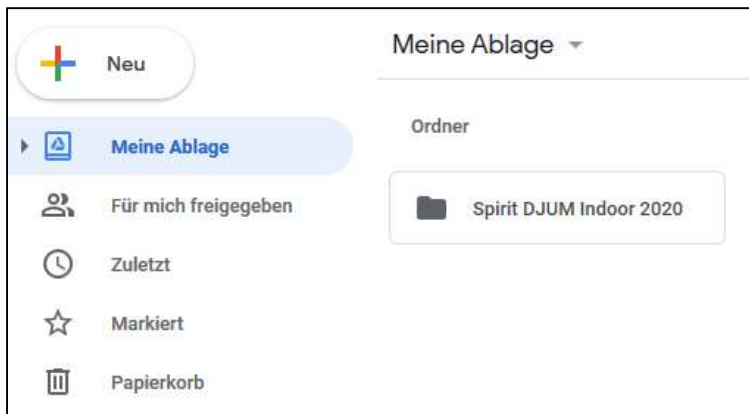 Neu
Meine Ablage
Für mich freigegeben
Zuletzt
Markiert
Papierkorb
Meine Ablage
Ordner
Spirit DJUM Indoor 2020